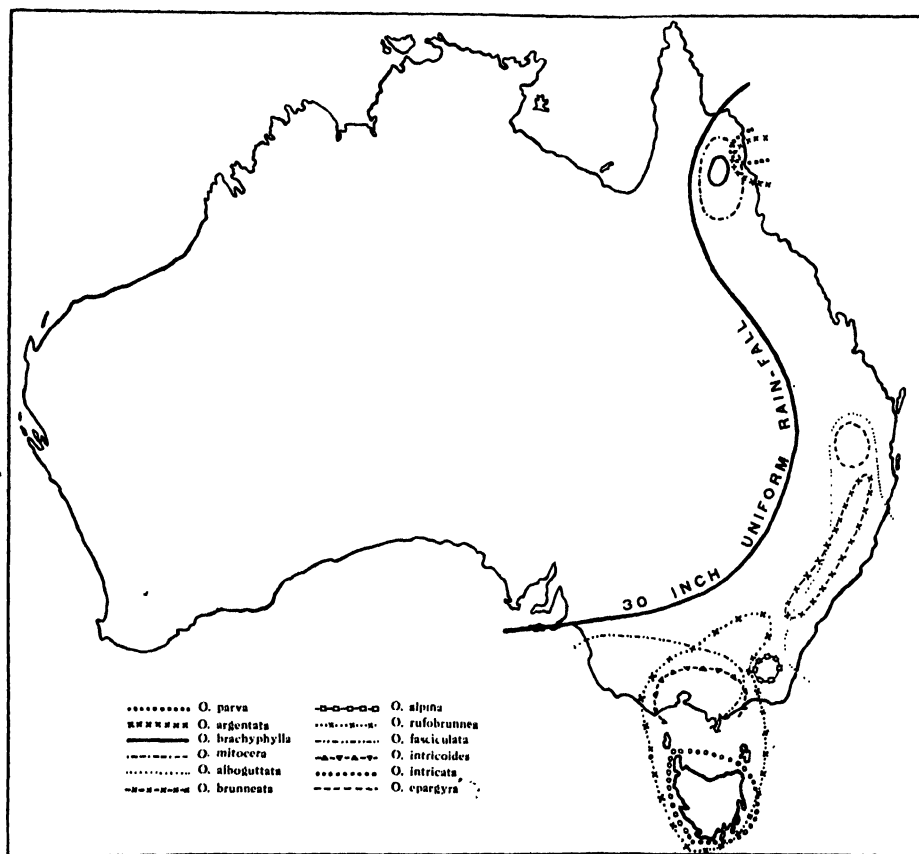 30 INCH UNIFORM RAIN-FALL
O. parva
O. argentata
O. brachyphylla
O. mitocera
O. alboguttata
O. brunneata
O. alpina
O. rufobrunnea
O. fasciculata
O. intricoides
O. intricata
O. epargyra